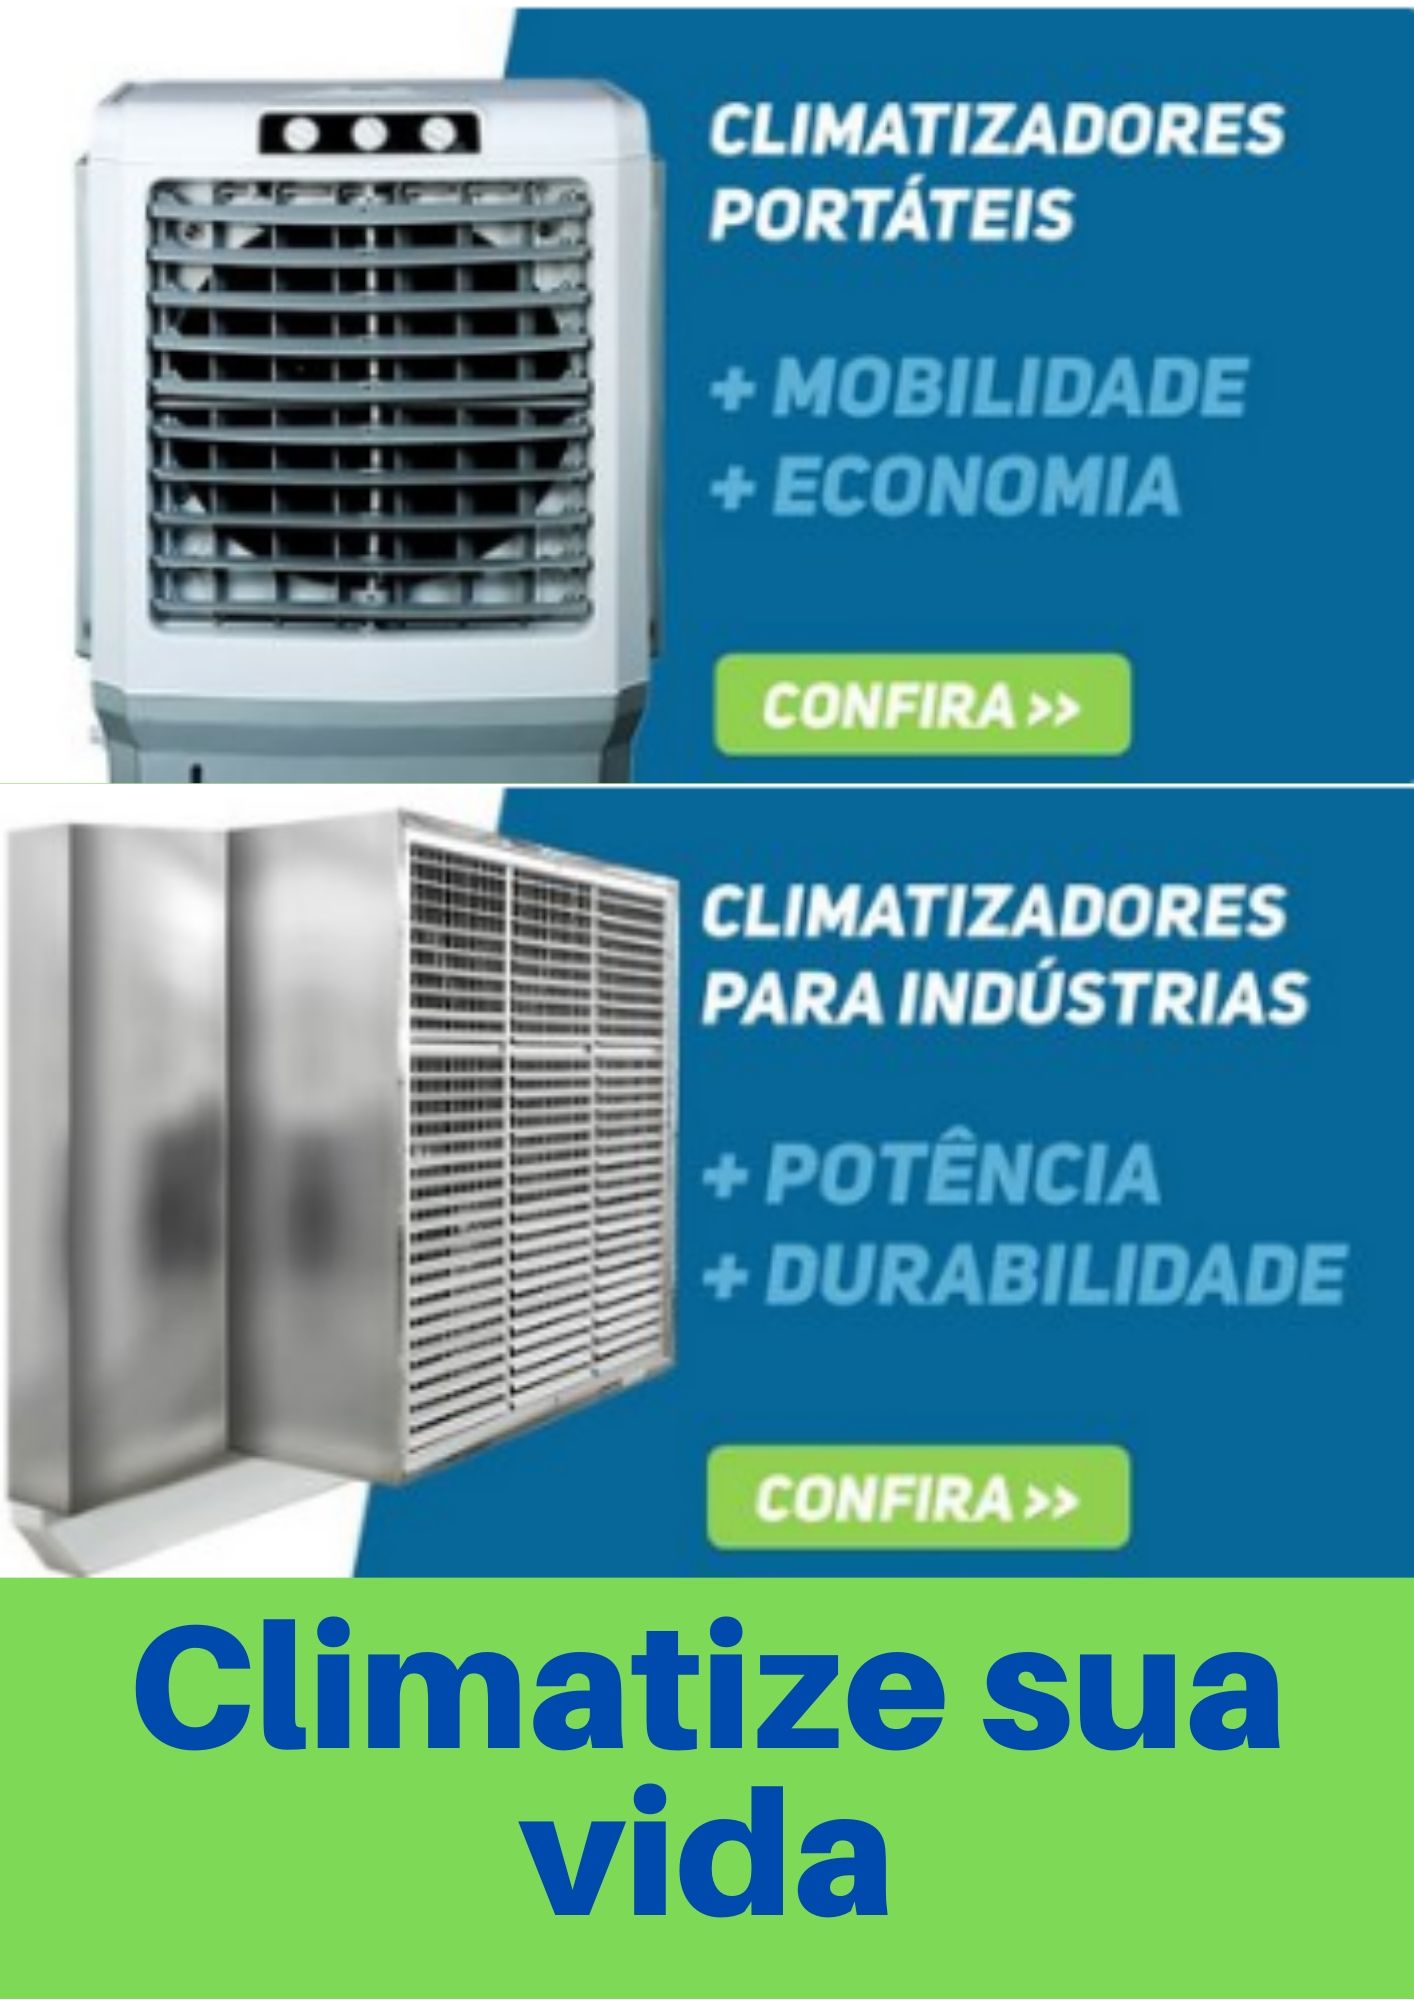 CLIMATIZADORES
PORTÁTEIS
+ MOBILIDADE
+ ECONOMIA
CONFIRA >>
CLIMATIZADORES
PARA INDÚSTRIAS
+ POTÊNCIA
+ DURABILIDADE
CONFIRA >>
Climatize sua
vida